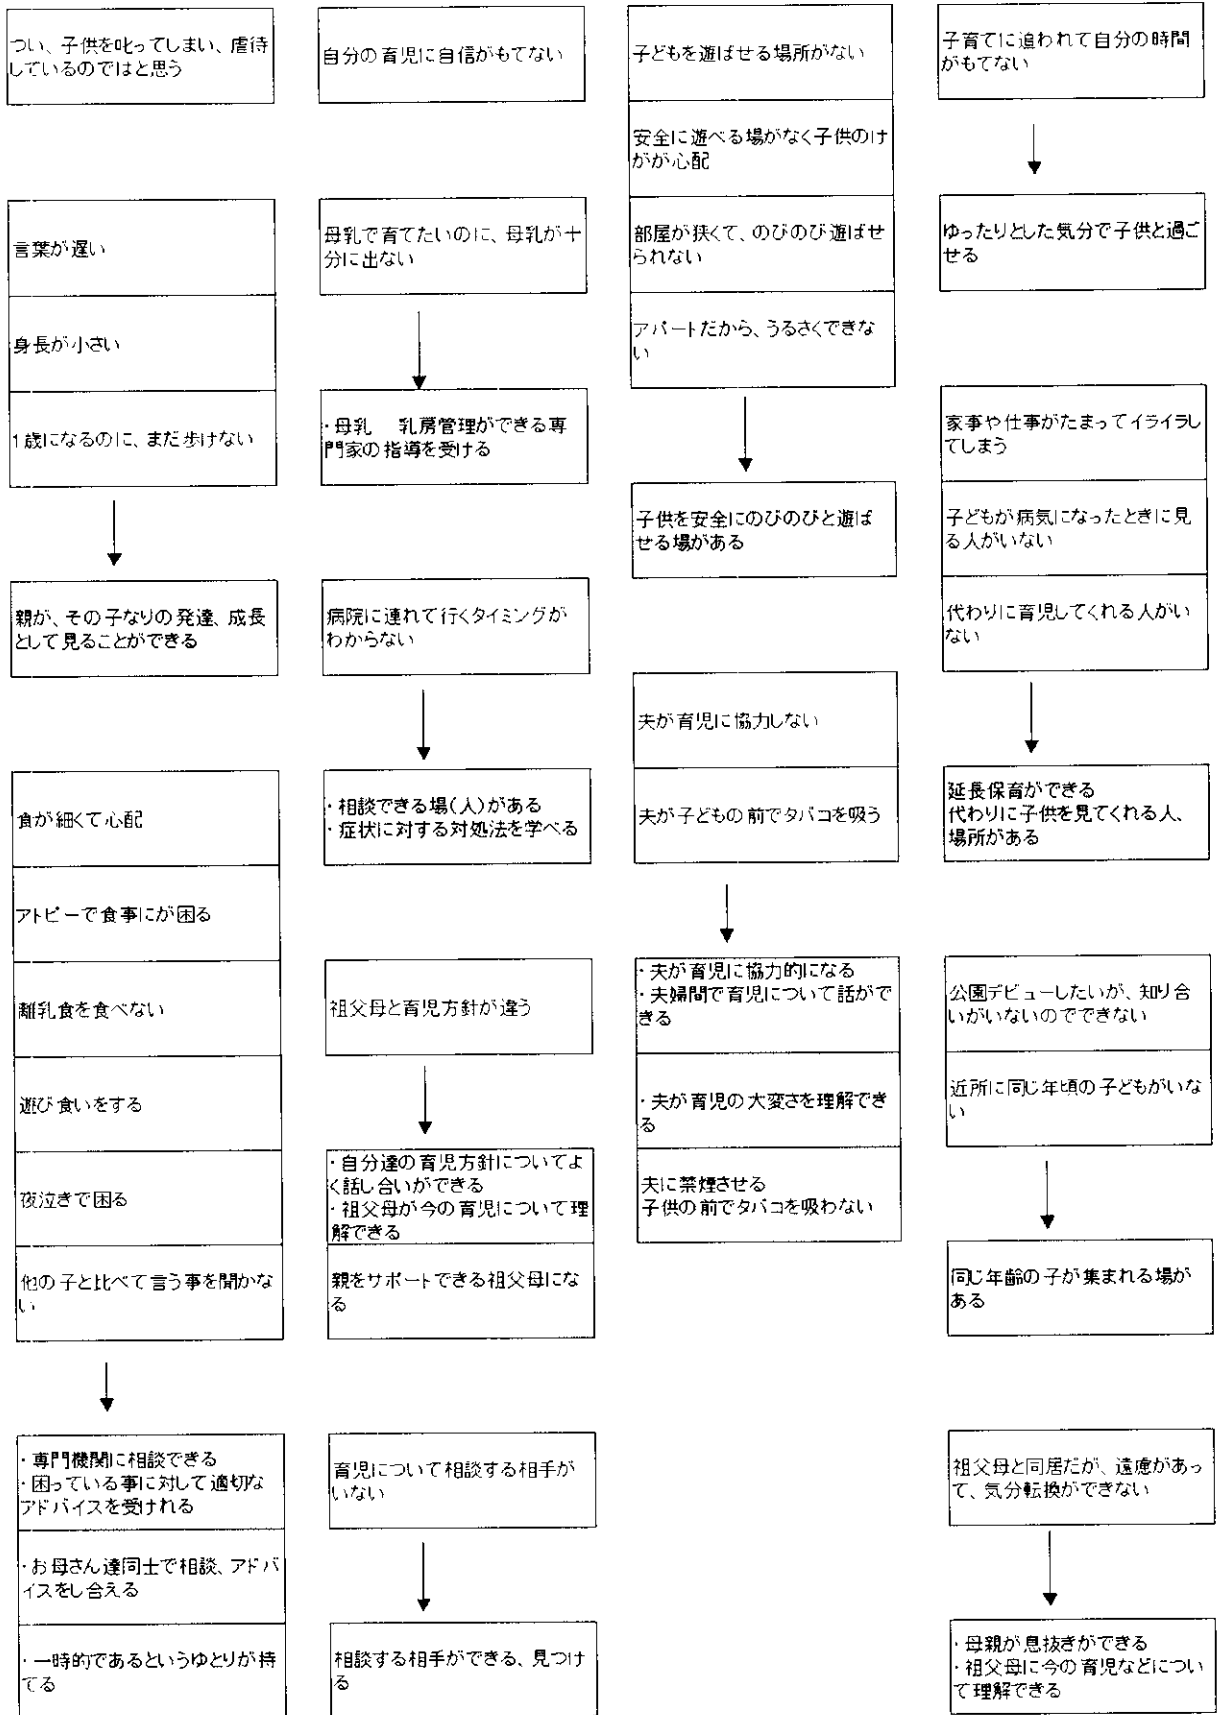 つい、子供を叱ってしまい、虐待
しているのではと思う
言葉が遅い
身長が小さい
1歳になるのに、まだ歩けない
親が、その子なりの発達、成長
として見ることができる
食が細くて心配
アトピーで食事にが困る
離乳食を食べない
遊び食いをする
夜泣きで困る
他の子と比べて言う事を聞かな
い
・専門機関に相談できる
・困っている事に対して適切な
アドバイスを受けれる
・お母さん達同士で相談、アドバ
イスをし合える
・一時的であるというゆとりが持
てる
自分の育児に自信がもてない
母乳で育てたいのに、母乳が十
分に出ない
・母乳 乳房管理ができる専
門家の指導を受ける
病院に連れて行くタイミングが
わからない
・相談できる場(人)がある
・症状に対する対処法を学べる
祖父母と育児方針が違う
・自分達の育児方針についてよ
く話し合いができる
・祖父母が今の育児について理
解できる
親をサポートできる祖父母にな
る
育児について相談する相手が
いない
相談する相手ができる、見つけ
る
子どもを遊ばせる場所がない
安全に遊べる場がなく子供のけ
がが心配
部屋が狭くて、のびのび遊ばせ
られない
アパートだから、うるさくできな
い
子供を安全にのびのびと遊ば
せる場がある
夫が育児に協力しない
夫が子どもの前でタバコを吸う
・夫が育児に協力的になる
・夫婦間で育児について話がで
きる
・夫が育児の大変さを理解でき
る
夫に禁煙させる
子供の前でタバコを吸わない
子育てに追われて自分の時間
がもてない
ゆったりとした気分で子供と過ご
せる
家事や仕事がたまってイライラし
てしまう
子どもが病気になったときに見
る人がいない
代わりに育児してくれる人がい
ない
延長保育ができる
代わりに子供を見てくれる人、
場所がある
公園デビューしたいが、知り合
いがいないのでできない
近所に同じ年頃の子どもがいな
い
同じ年齢の子が集まれる場が
ある
祖父母と同居だが、遠慮があっ
て、気分転換ができない
・母親が息抜きができる
・祖父母に今の育児などについ
て理解できる